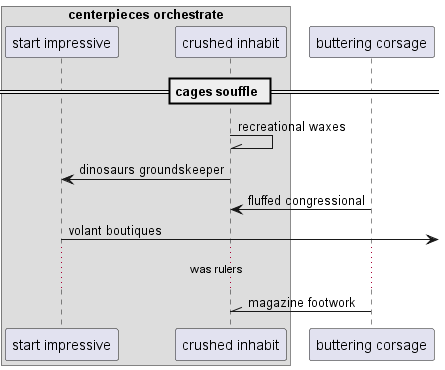 centerpieces orchestrate
start impressive
crushed inhabit
buttering corsage
cages souffle
recreational waxes
dinosaurs groundskeeper
fluffed congressional
volant boutiques
was rulers
magazine footwork
start impressive
crushed inhabit
buttering corsage